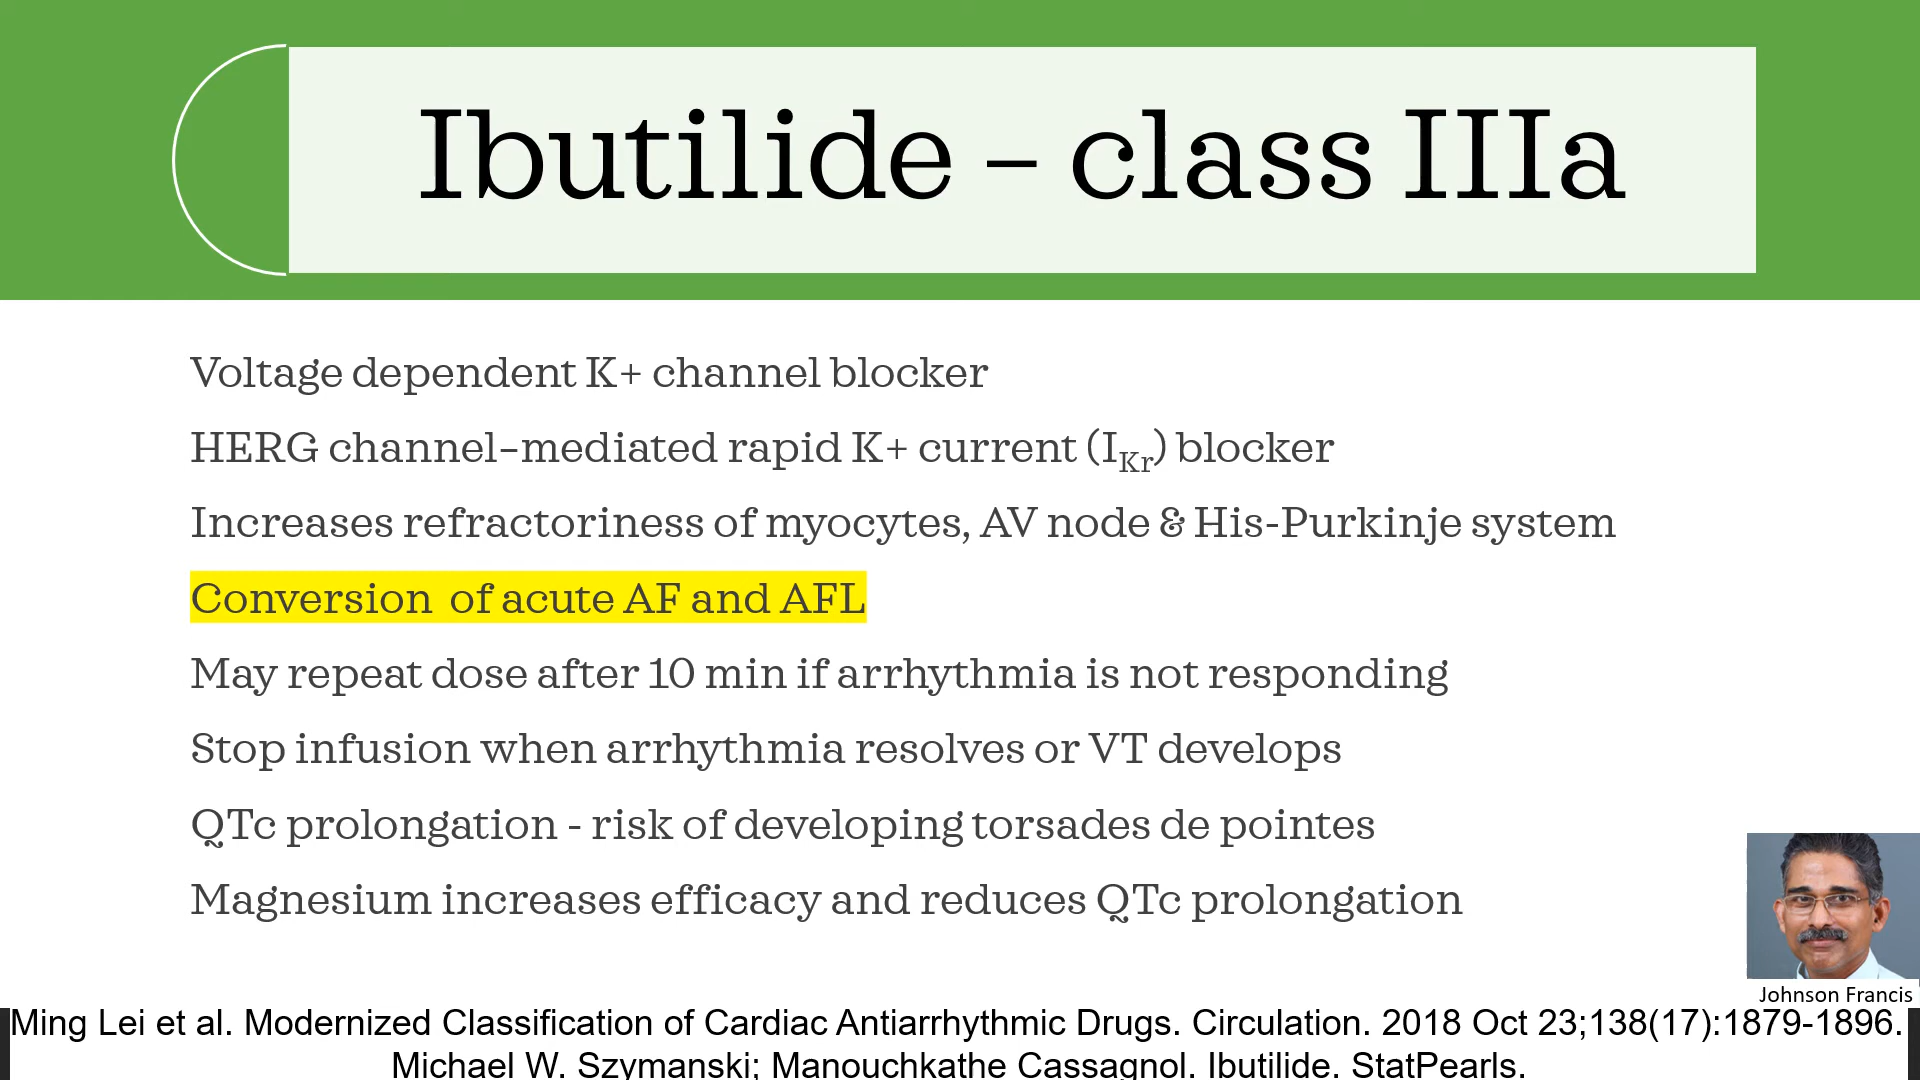 Ibutilide – class IIIa
Voltage dependent K+ channel blocker
HERG channel–mediated rapid K+ current (IKr) blocker
Increases refractoriness of myocytes, AV node & His-Purkinje system
Conversion  of acute AF and AFL
May repeat dose after 10 min if arrhythmia is not responding
Stop infusion when arrhythmia resolves or VT develops
QTc prolongation - risk of developing torsades de pointes
Magnesium increases efficacy and reduces QTc prolongation
Johnson Francis
Ming Lei et al. Modernized Classification of Cardiac Antiarrhythmic Drugs. Circulation. 2018 Oct 23;138(17):1879-1896.
Michael W. Szymanski; Manouchkathe Cassagnol. Ibutilide. StatPearls.